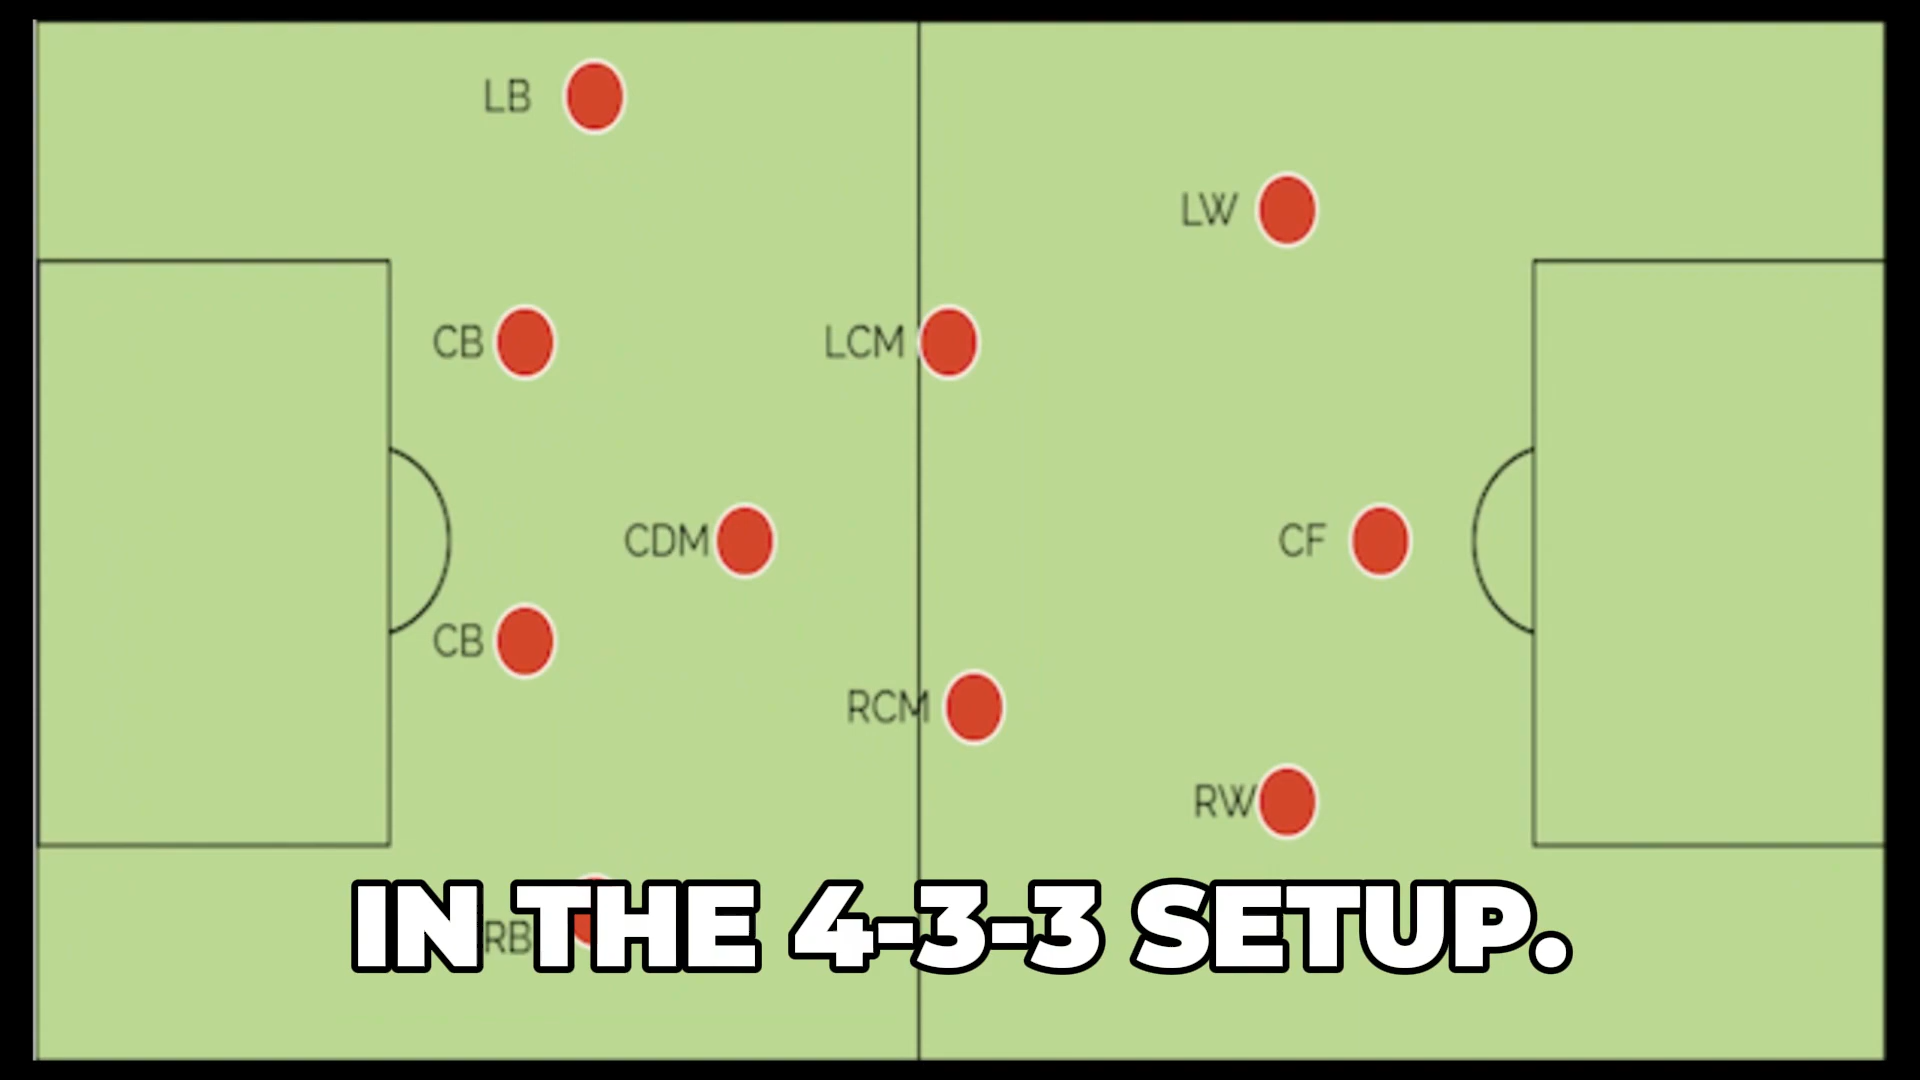 LB
LW
CB
LCM
CDM
CF
CB
RCM
RW
RB
IN THE 4-3-3 SETUP.